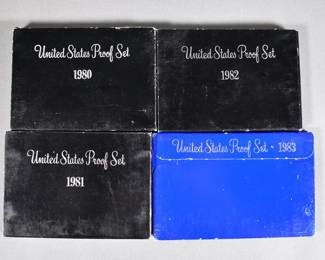 United States Proof Set
1980
United States Proof Set
1982
United States Proof Set
1981
United States Proof Set • 1983